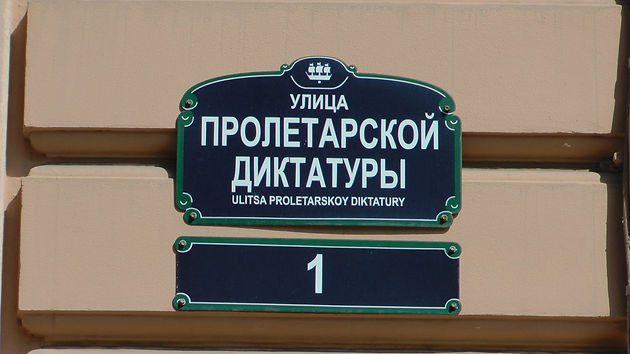 УЛИЦА
ПРОЛЕТАРСКОЙ
ДИКТАТУРЫ
ULITSA PROLETARSKOY DIKTATURY
1